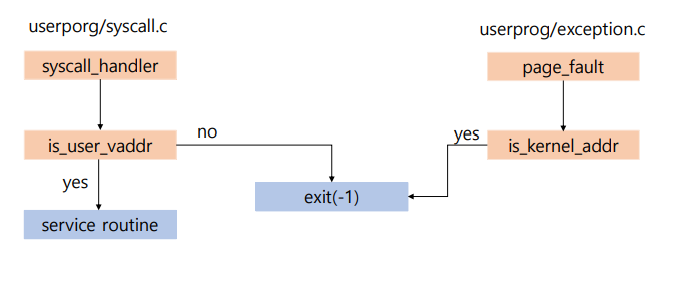 userporg/syscall.c
userprog/exception.c
syscall_handler
page_fault
no
yes
is_user_vaddr
is_kernel_addr
yes
exit(-1)
service routine